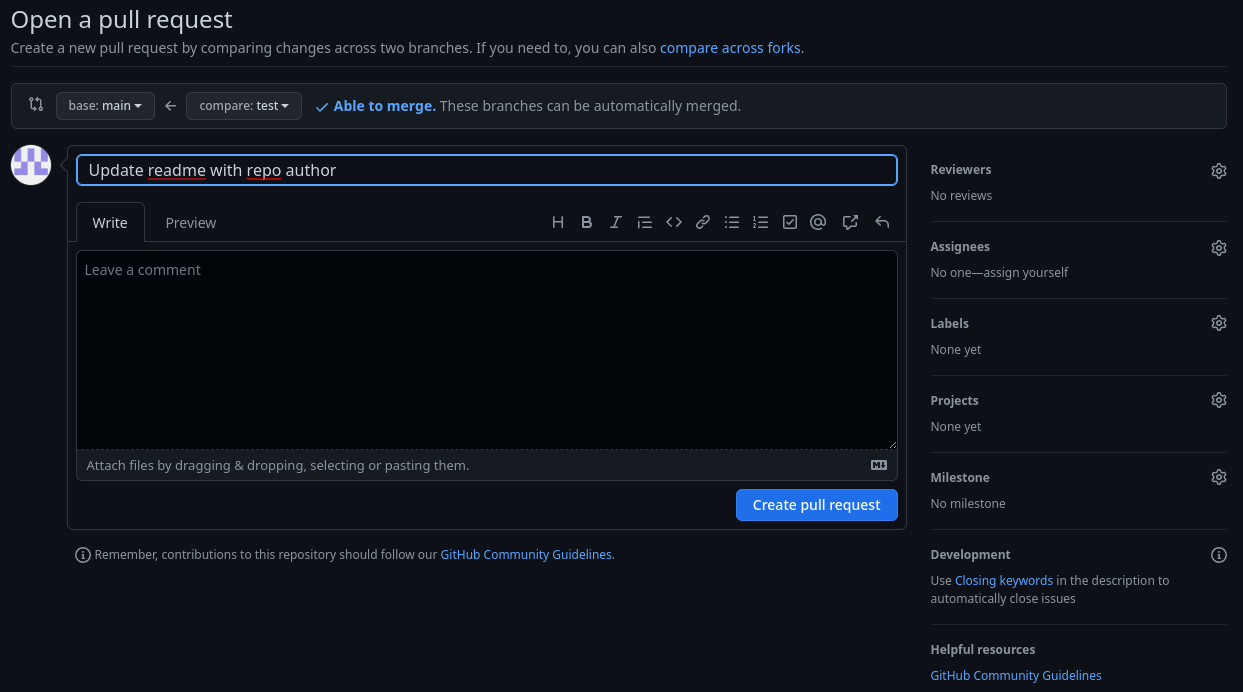 Open a pull request
Create a new pull request by comparing changes across two branches. If you need to, you can also compare across forks.
base: main
compare: test
Able to merge. These branches can be automatically merged.
Update readme with repo author
Write
Preview
Leave a comment
Attach files by dragging & dropping, selecting or pasting them.
Create pull request
Remember, contributions to this repository should follow our GitHub Community Guidelines.
Reviewers
No reviews
Assignees
No one—assign yourself
Labels
None yet
Projects
None yet
Milestone
No milestone
Development
Use Closing keywords in the description to
automatically close issues
Helpful resources
GitHub Community Guidelines